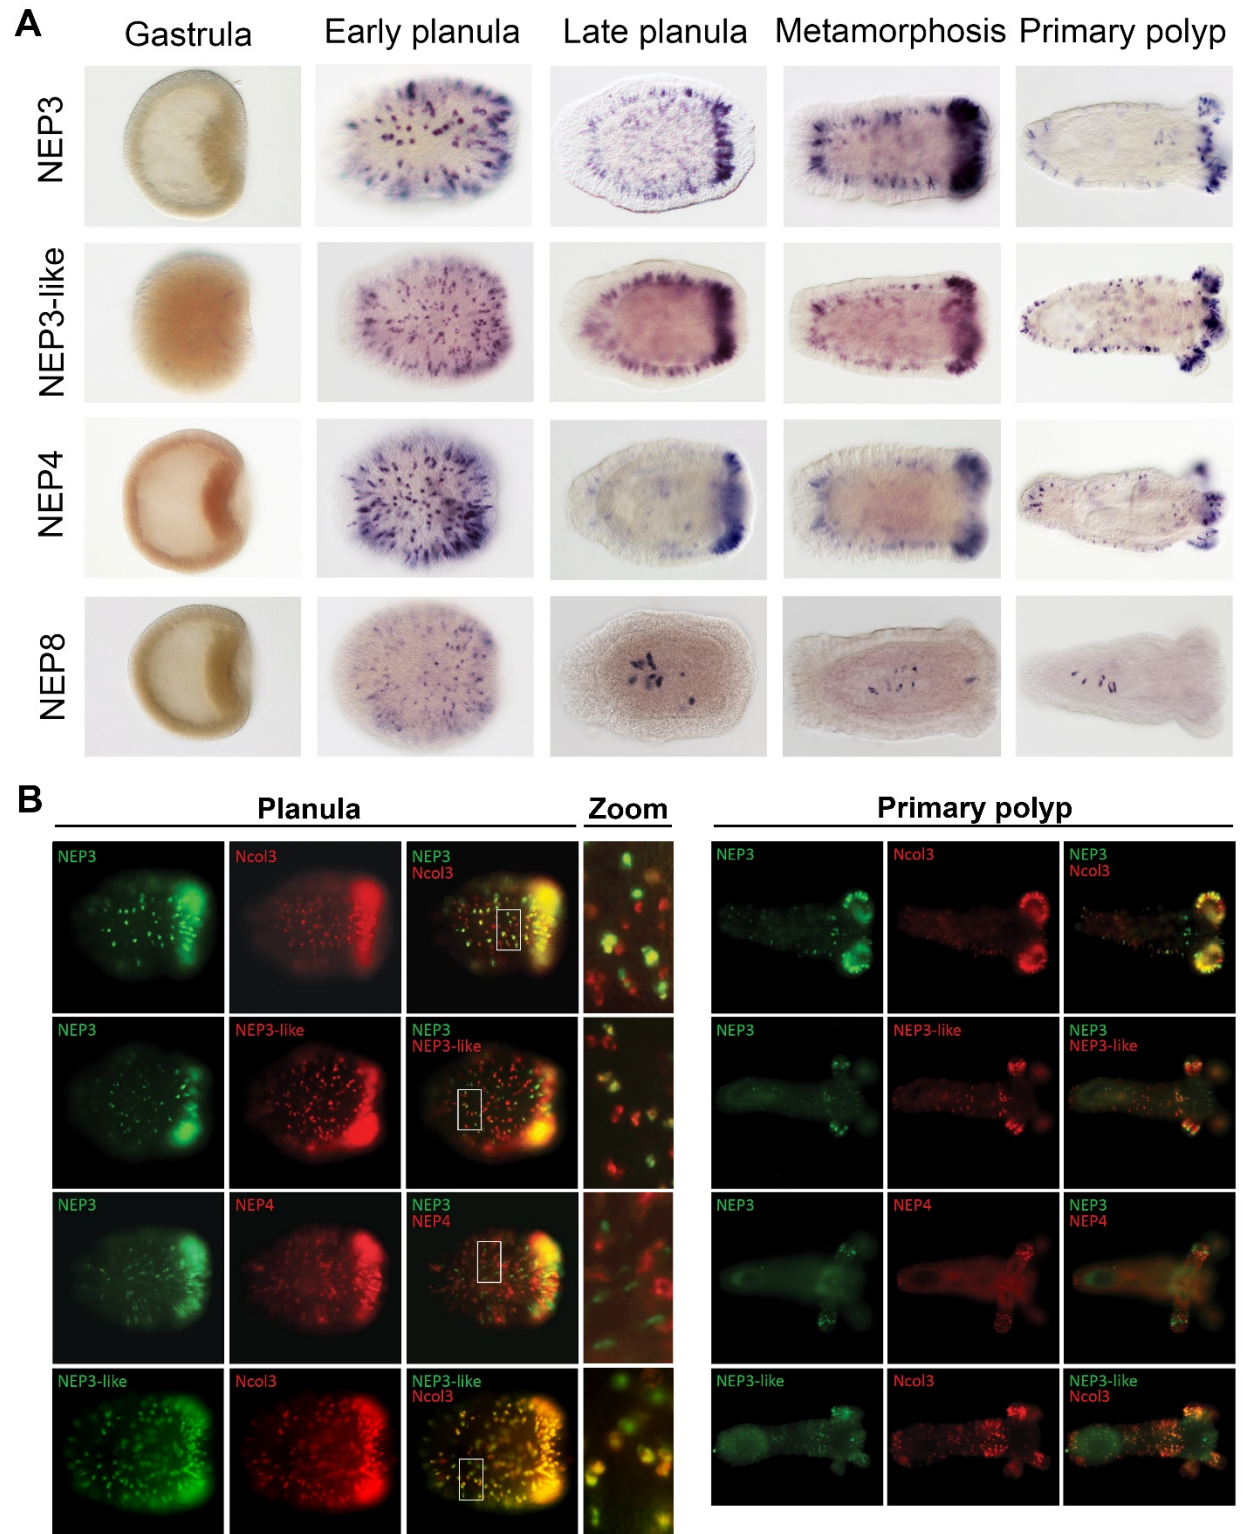 A
Gastrula Early planula Late planula Metamorphosis Primary polyp
NEP3
NEP3-like
NEP4
NEP8
B
Planula Zoom Primary polyp
NEP3 Ncol3 NEP3 NEP3 Ncol3 NEP3
Ncol3 Ncol3
NEP3 NEP3-like NEP3 NEP3 NEP3-like NEP3
NEP3-like NEP3-like
NEP3 NEP4 NEP3 NEP3 NEP4 NEP3
NEP4 NEP4
NEP3-like Ncol3 NEP3-like NEP3-like Ncol3 NEP3-like
Ncol3 Ncol3